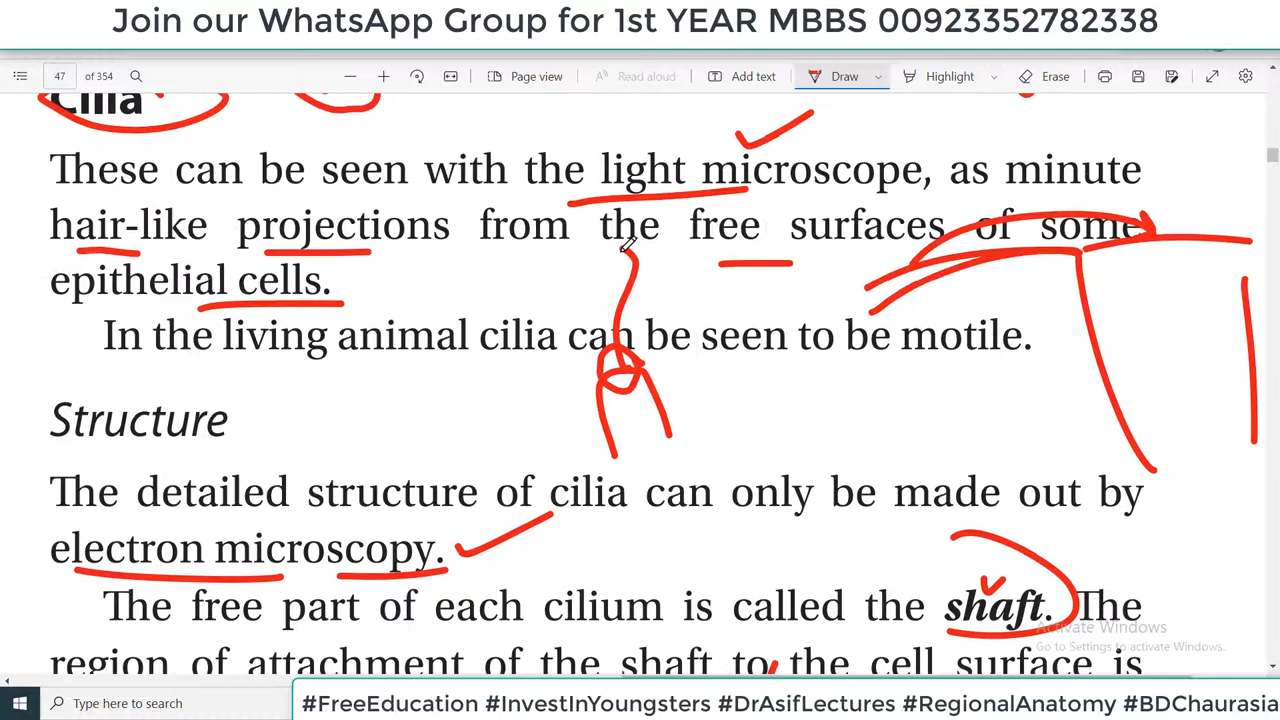 Join our WhatsApp Group for 1st YEAR MBBS 00923352782338
47 of 354
Page view
Read aloud
Add text
Draw
Highlight
Erase
Cilia
These can be seen with the light microscope, as minute
hair-like projections from the free surfaces of some
epithelial cells.
In the living animal cilia can be seen to be motile.
Structure
The detailed structure of cilia can only be made out by
electron microscopy.
The free part of each cilium is called the shaft. The
region of attachment of the shaft to the cell surface is
Activate Windows
Go to Settings to activate Windows.
Type here to search
#FreeEducation #InvestInYoungsters #DrAsifLectures #RegionalAnatomy #BDChaurasia